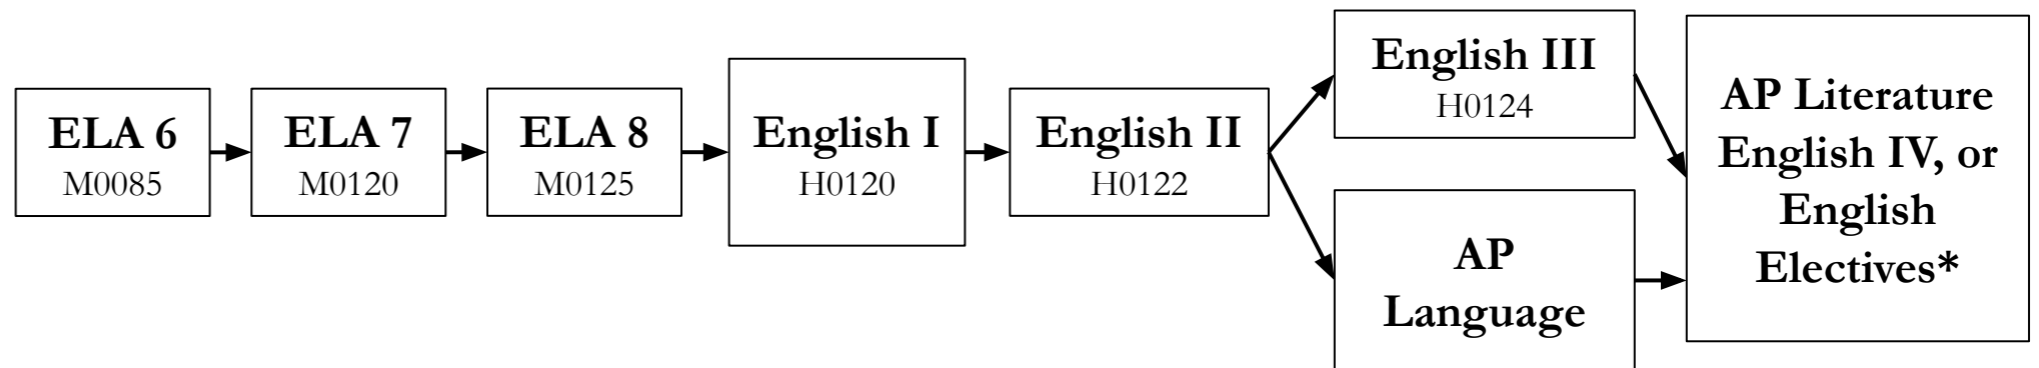 ELA 6
M0085
ELA 7
M0120
ELA 8
M0125
English I
H0120
English II
H0122
English III
H0124
AP
Language
AP Literature
English IV, or
English
Electives*